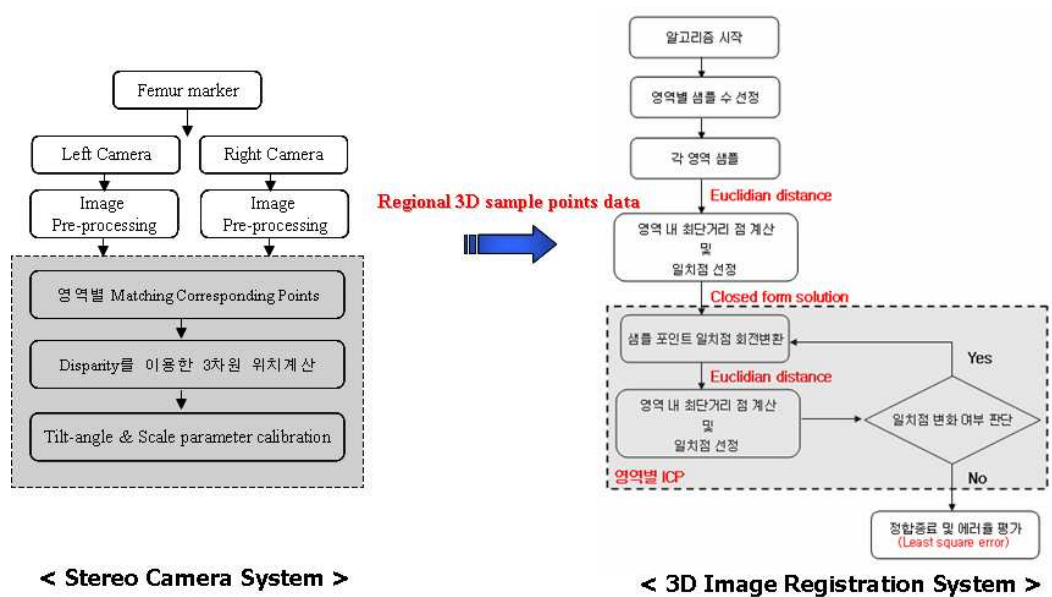 Femur marker
Left Camera
Right Camera
Image
Pre-processing
Image
Pre-processing
영역별 Matching Corresponding Points
Disparity를 이용한 3차원 위치계산
Tilt-angle & Scale parameter calibration
< Stereo Camera System >
Regional 3D sample points data
알고리즘 시작
영역별 샘플 수 선정
각 영역 샘플
Euclidian distance
영역 내 최단거리 점 계산
및
일치점 선정
Closed form solution
샘플 포인트 일치점 회전변환
Euclidian distance
영역 내 최단거리 점 계산
및
일치점 선정
Yes
일치점 변화 여부 판단
영역별 ICP
No
정합종료 및 에러율 평가
(Least square error)
< 3D Image Registration System >